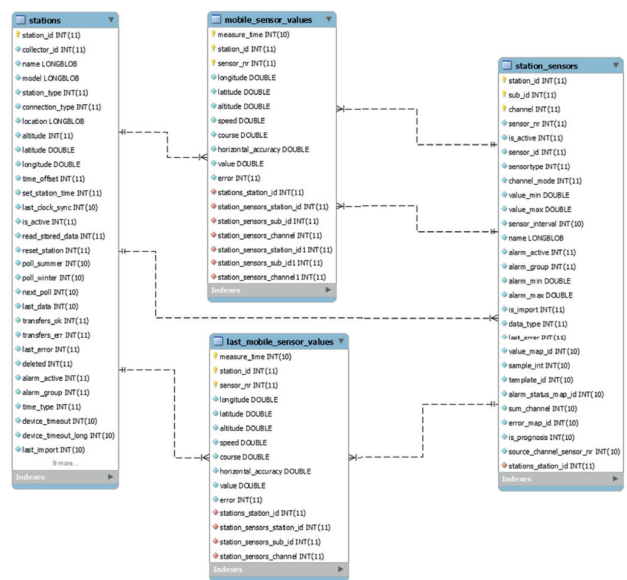 stations
station_id INT(11)
collector_id INT(11)
name LONGBLOB
model LONGBLOB
station_type INT(11)
connection_type INT(11)
location LONGBLOB
altitude INT(11)
latitude DOUBLE
longitude DOUBLE
time_offset INT(11)
set_station_time INT(11)
last_clock_sync INT(10)
is_active INT(11)
read_stored_data INT(11)
reset_station INT(11)
poll_summer INT(10)
poll_winter INT(10)
next_poll INT(10)
last_data INT(10)
transfers_ok INT(11)
transfers_err INT(11)
last_error INT(11)
deleted INT(11)
alarm_active INT(11)
alarm_group INT(11)
time_type INT(11)
device_timeout INT(10)
device_timeout_long INT(10)
last_import INT(10)
9 more...
Indexes
mobile_sensor_values
measure_time INT(10)
station_id INT(11)
sensor_nr INT(11)
longitude DOUBLE
latitude DOUBLE
altitude DOUBLE
speed DOUBLE
course DOUBLE
horizontal_accuracy DOUBLE
value DOUBLE
error INT(11)
stations_station_id INT(11)
station_sensors_station_id INT(11)
station_sensors_sub_id INT(11)
station_sensors_channel INT(11)
station_sensors_station_id1 INT(11)
station_sensors_sub_id1 INT(11)
station_sensors_channel1 INT(11)
Indexes
last_mobile_sensor_values
measure_time INT(10)
station_id INT(11)
sensor_nr INT(11)
longitude DOUBLE
latitude DOUBLE
altitude DOUBLE
speed DOUBLE
course DOUBLE
horizontal_accuracy DOUBLE
value DOUBLE
error INT(11)
stations_station_id INT(11)
station_sensors_station_id INT(11)
station_sensors_sub_id INT(11)
station_sensors_channel INT(11)
Indexes
station_sensors
station_id INT(11)
sub_id INT(11)
channel INT(11)
sensor_nr INT(11)
is_active INT(11)
sensor_id INT(11)
sensortype INT(11)
channel_mode INT(11)
value_min DOUBLE
value_max DOUBLE
sensor_interval INT(10)
name LONGBLOB
alarm_active INT(11)
alarm_group INT(11)
alarm_min DOUBLE
alarm_max DOUBLE
is_import INT(11)
data_type INT(11)
last_error INT(11)
value_map_id INT(10)
sample_int INT(10)
template_id INT(10)
alarm_status_map_id INT(10)
sum_channel INT(10)
error_map_id INT(10)
is_prognosis INT(10)
source_channel_sensor_nr INT(10)
stations_station_id INT(11)
Indexes